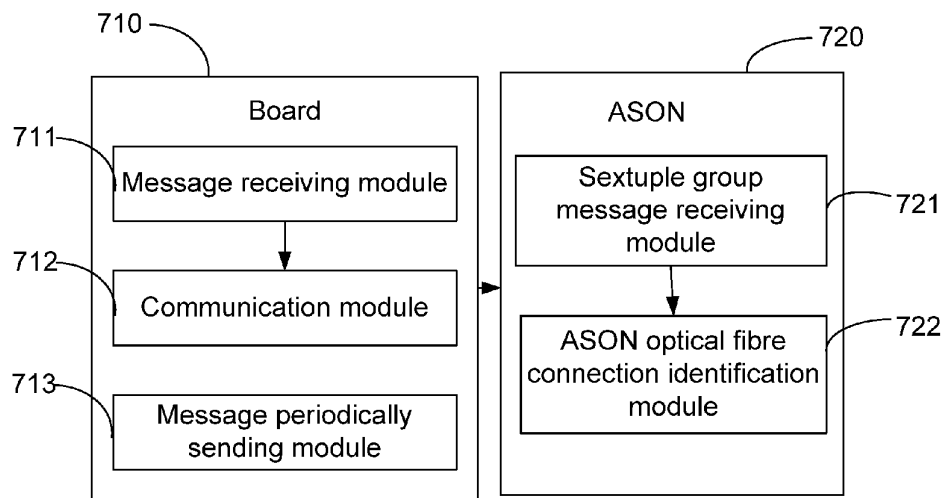 710
720
Board
ASON
711
Message receiving module
Sextuple group
message receiving
module
721
712
Communication module
ASON optical fibre
connection identification
module
722
713
Message periodically
sending module